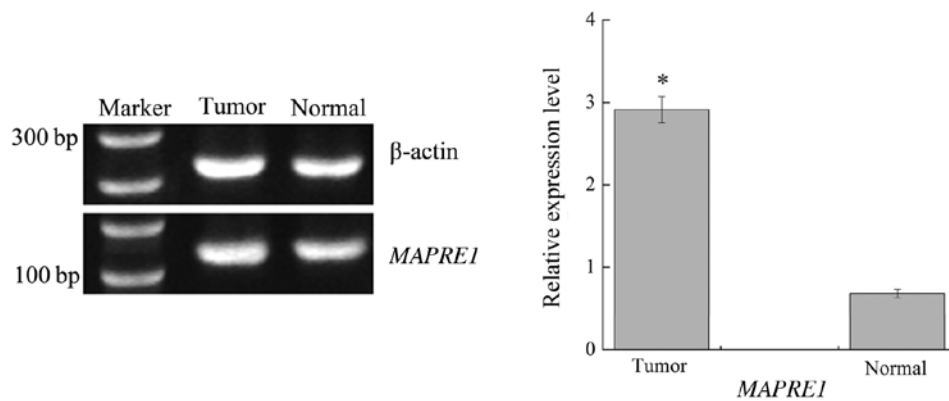 Marker Tumor Normal
300 bp
β-actin
100 bp
MAPRE1
Relative expression level
4
3
2
1
0
*
Tumor
Normal
MAPRE1